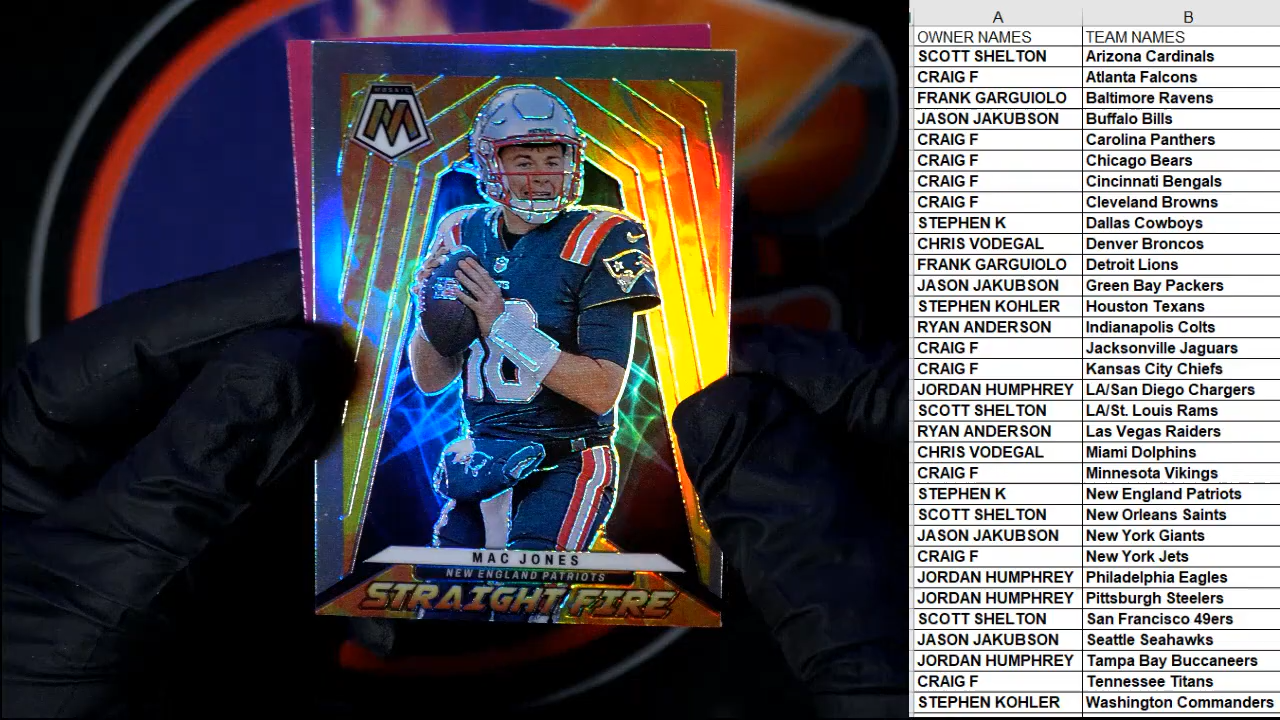 MOSAIC
M
10
MAC JONES
NEW ENGLAND PATRIOTS
STRAIGHT FIRE
A B
OWNER NAMES TEAM NAMES
SCOTT SHELTON Arizona Cardinals
CRAIG F Atlanta Falcons
FRANK GARGUIOLO Baltimore Ravens
JASON JAKUBSON Buffalo Bills
CRAIG F Carolina Panthers
CRAIG F Chicago Bears
CRAIG F Cincinnati Bengals
CRAIG F Cleveland Browns
STEPHEN K Dallas Cowboys
CHRIS VODEGAL Denver Broncos
FRANK GARGUIOLO Detroit Lions
JASON JAKUBSON Green Bay Packers
STEPHEN KOHLER Houston Texans
RYAN ANDERSON Indianapolis Colts
CRAIG F Jacksonville Jaguars
CRAIG F Kansas City Chiefs
JORDAN HUMPHREY LA/San Diego Chargers
SCOTT SHELTON LA/St. Louis Rams
RYAN ANDERSON Las Vegas Raiders
CHRIS VODEGAL Miami Dolphins
CRAIG F Minnesota Vikings
STEPHEN K New England Patriots
SCOTT SHELTON New Orleans Saints
JASON JAKUBSON New York Giants
CRAIG F New York Jets
JORDAN HUMPHREY Philadelphia Eagles
JORDAN HUMPHREY Pittsburgh Steelers
SCOTT SHELTON San Francisco 49ers
JASON JAKUBSON Seattle Seahawks
JORDAN HUMPHREY Tampa Bay Buccaneers
CRAIG F Tennessee Titans
STEPHEN KOHLER Washington Commanders